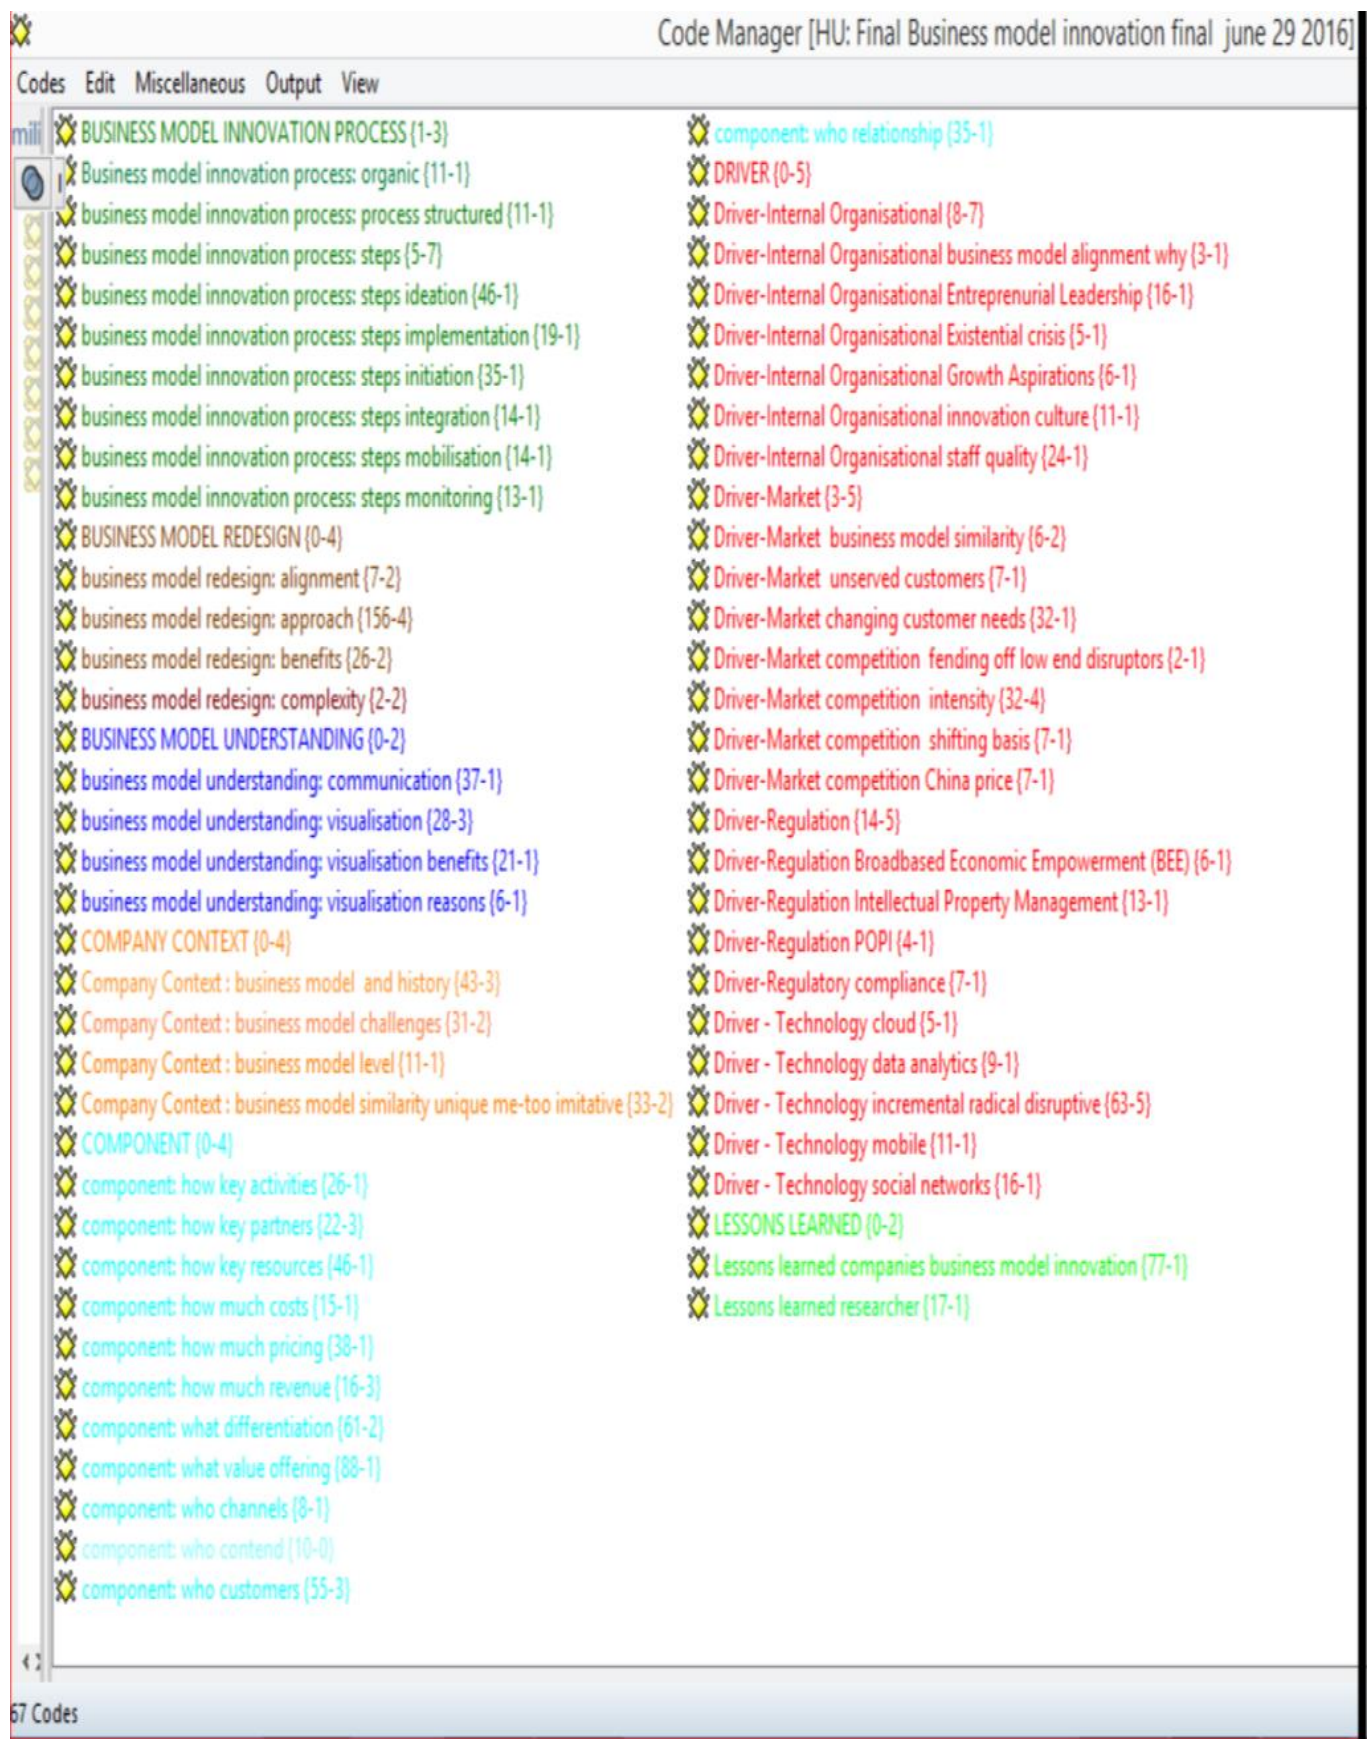 Code Manager [HU: Final Business model innovation final june 29 2016]
Codes Edit Miscellaneous Output View
mili
BUSINESS MODEL INNOVATION PROCESS {1-3}
Business model innovation process: organic {11-1}
business model innovation process: process structured {11-1}
business model innovation process: steps {5-7}
business model innovation process: steps ideation {46-1}
business model innovation process: steps implementation {19-1}
business model innovation process: steps initiation {35-1}
business model innovation process: steps integration {14-1}
business model innovation process: steps mobilisation {14-1}
business model innovation process: steps monitoring {13-1}
BUSINESS MODEL REDESIGN {0-4}
business model redesign: alignment {7-2}
business model redesign: approach {156-4}
business model redesign: benefits {26-2}
business model redesign: complexity {2-2}
BUSINESS MODEL UNDERSTANDING {0-2}
business model understanding: communication {37-1}
business model understanding: visualisation {28-3}
business model understanding: visualisation benefits {21-1}
business model understanding: visualisation reasons {6-1}
COMPANY CONTEXT {0-4}
Company Context : business model and history {43-3}
Company Context : business model challenges {31-2}
Company Context : business model level {11-1}
Company Context : business model similarity unique me-too imitative {33-2}
COMPONENT {0-4}
component: how key activities {26-1}
component: how key partners {22-3}
component: how key resources {46-1}
component: how much costs {15-1}
component: how much pricing {38-1}
component: how much revenue {16-3}
component: what differentiation {61-2}
component: what value offering {88-1}
component: who channels {8-1}
component: who contend {10-0}
component: who customers {55-3}
component: who relationship {35-1}
DRIVER {0-5}
Driver-Internal Organisational {8-7}
Driver-Internal Organisational business model alignment why {3-1}
Driver-Internal Organisational Entreprenurial Leadership {16-1}
Driver-Internal Organisational Existential crisis {5-1}
Driver-Internal Organisational Growth Aspirations {6-1}
Driver-Internal Organisational innovation culture {11-1}
Driver-Internal Organisational staff quality {24-1}
Driver-Market {3-5}
Driver-Market business model similarity {6-2}
Driver-Market unserved customers {7-1}
Driver-Market changing customer needs {32-1}
Driver-Market competition fending off low end disruptors {2-1}
Driver-Market competition intensity {32-4}
Driver-Market competition shifting basis {7-1}
Driver-Market competition China price {7-1}
Driver-Regulation {14-5}
Driver-Regulation Broadbased Economic Empowerment (BEE) {6-1}
Driver-Regulation Intellectual Property Management {13-1}
Driver-Regulation POPI {4-1}
Driver-Regulatory compliance {7-1}
Driver - Technology cloud {5-1}
Driver - Technology data analytics {9-1}
Driver - Technology incremental radical disruptive {63-5}
Driver - Technology mobile {11-1}
Driver - Technology social networks {16-1}
LESSONS LEARNED {0-2}
Lessons learned companies business model innovation {77-1}
Lessons learned researcher {17-1}
67 Codes